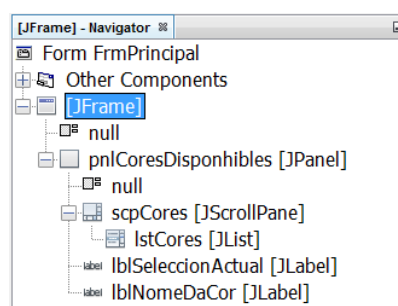 [JFrame] - Navigator
Form FrmPrincipal
Other Components
[JFrame]
null
pnlCoresDisponhibles [JPanel]
null
scpCores [JScrollPane]
lstCores [JList]
label lblSeleccionActual [JLabel]
label lblNomeDaCor [JLabel]